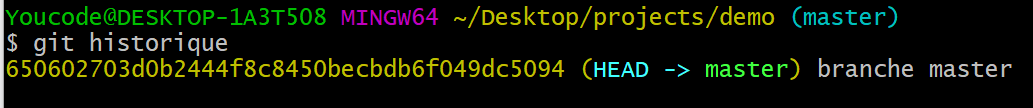 Youcode@DESKTOP-1A3T508 MINGW64 ~/Desktop/projects/demo (master)
$ git historique
650602703d0b2444f8c8450becbdb6f049dc5094 (HEAD -> master) branche master